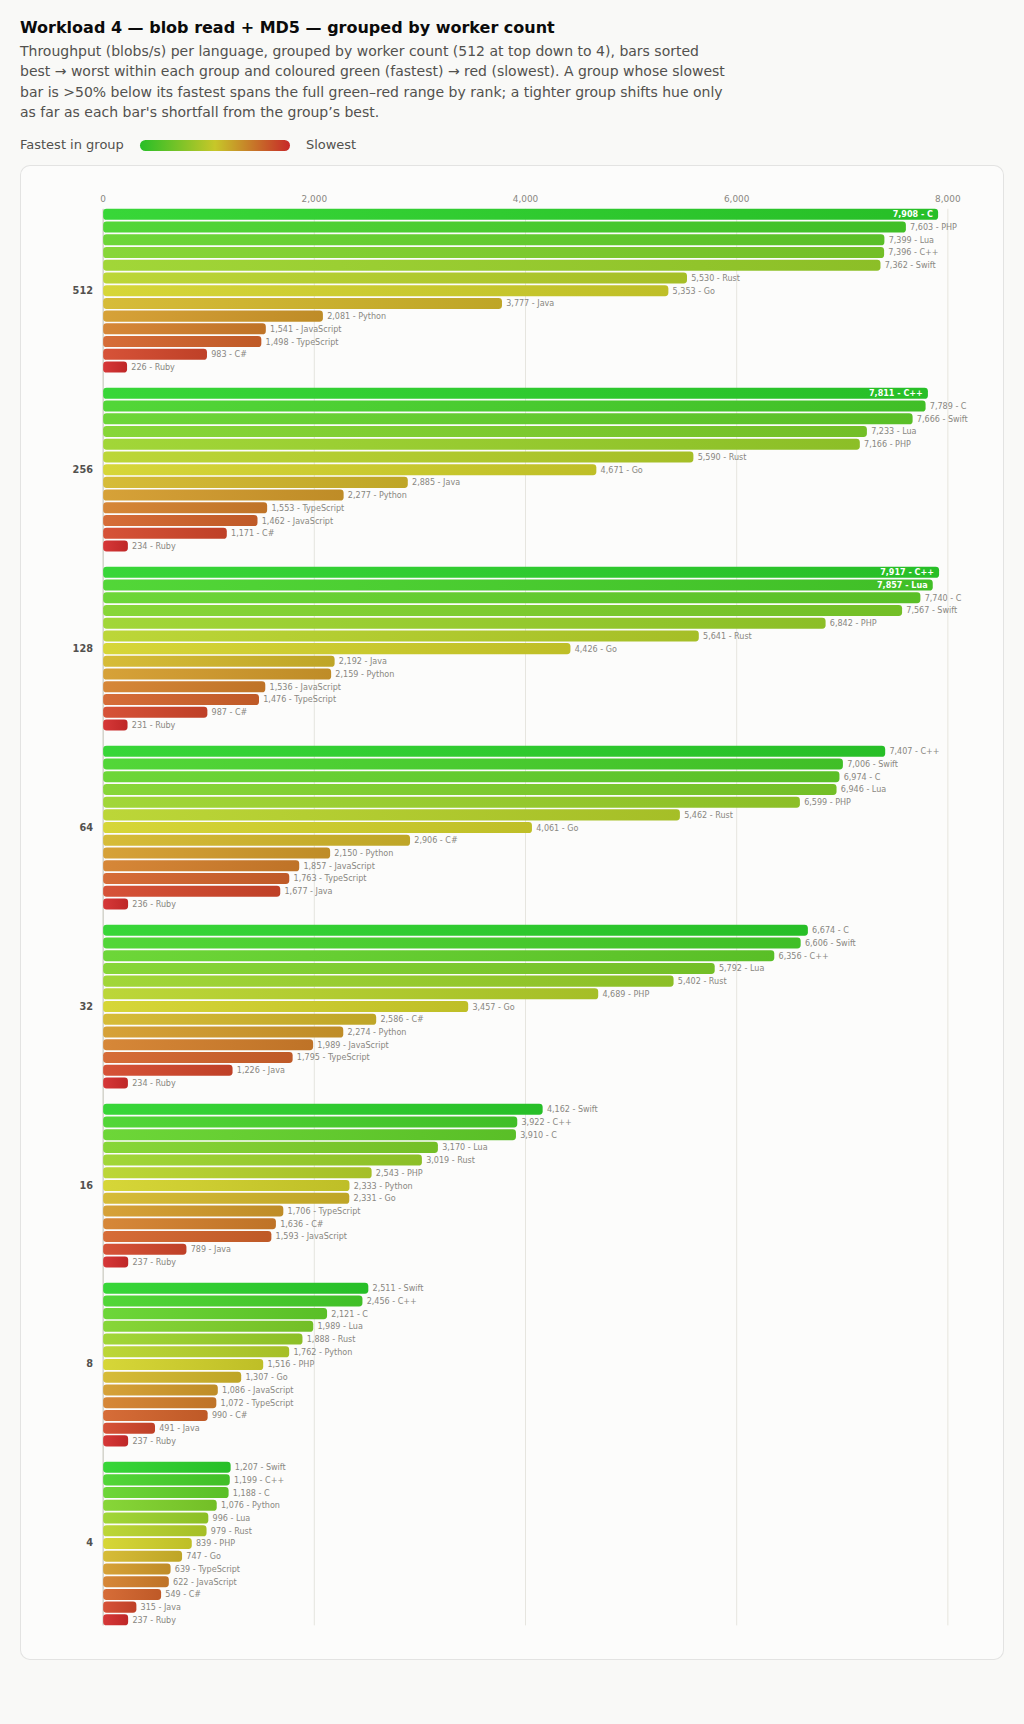 Workload 4 — blob read + MD5 — grouped by worker count
Throughput (blobs/s) per language, grouped by worker count (512 at top down to 4), bars sorted
best → worst within each group and coloured green (fastest) → red (slowest). A group whose slowest
bar is >50% below its fastest spans the full green–red range by rank; a tighter group shifts hue only
as far as each bar's shortfall from the group’s best.
Fastest in group
Slowest
0
2,000
4,000
6,000
8,000
512
7,908 - C
7,603 - PHP
7,399 - Lua
7,396 - C++
7,362 - Swift
5,530 - Rust
5,353 - Go
3,777 - Java
2,081 - Python
1,541 - JavaScript
1,498 - TypeScript
983 - C#
226 - Ruby
256
7,811 - C++
7,789 - C
7,666 - Swift
7,233 - Lua
7,166 - PHP
5,590 - Rust
4,671 - Go
2,885 - Java
2,277 - Python
1,553 - TypeScript
1,462 - JavaScript
1,171 - C#
234 - Ruby
128
7,917 - C++
7,857 - Lua
7,740 - C
7,567 - Swift
6,842 - PHP
5,641 - Rust
4,426 - Go
2,192 - Java
2,159 - Python
1,536 - JavaScript
1,476 - TypeScript
987 - C#
231 - Ruby
64
7,407 - C++
7,006 - Swift
6,974 - C
6,946 - Lua
6,599 - PHP
5,462 - Rust
4,061 - Go
2,906 - C#
2,150 - Python
1,857 - JavaScript
1,763 - TypeScript
1,677 - Java
236 - Ruby
32
6,674 - C
6,606 - Swift
6,356 - C++
5,792 - Lua
5,402 - Rust
4,689 - PHP
3,457 - Go
2,586 - C#
2,274 - Python
1,989 - JavaScript
1,795 - TypeScript
1,226 - Java
234 - Ruby
16
4,162 - Swift
3,922 - C++
3,910 - C
3,170 - Lua
3,019 - Rust
2,543 - PHP
2,333 - Python
2,331 - Go
1,706 - TypeScript
1,636 - C#
1,593 - JavaScript
789 - Java
237 - Ruby
8
2,511 - Swift
2,456 - C++
2,121 - C
1,989 - Lua
1,888 - Rust
1,762 - Python
1,516 - PHP
1,307 - Go
1,086 - JavaScript
1,072 - TypeScript
990 - C#
491 - Java
237 - Ruby
4
1,207 - Swift
1,199 - C++
1,188 - C
1,076 - Python
996 - Lua
979 - Rust
839 - PHP
747 - Go
639 - TypeScript
622 - JavaScript
549 - C#
315 - Java
237 - Ruby